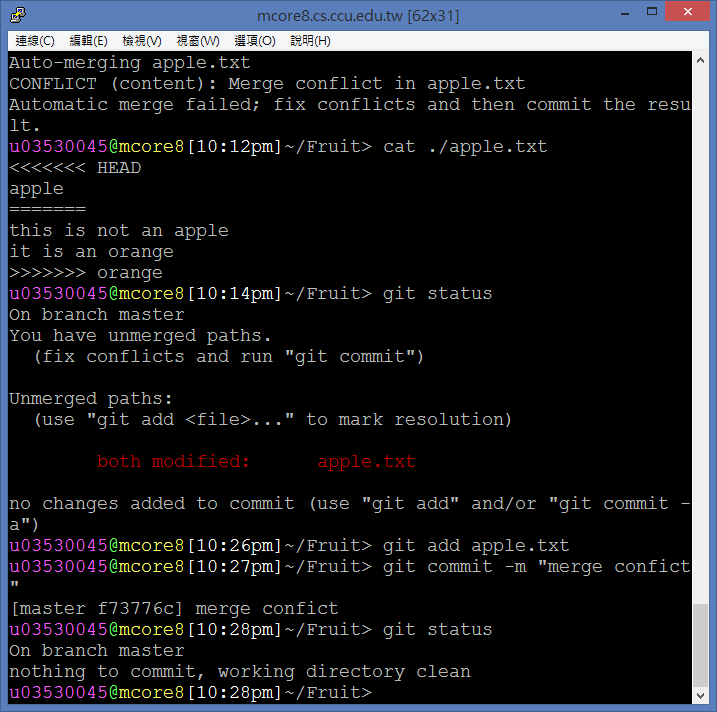 mcore8.cs.ccu.edu.tw [62x31]
連線(C) 編輯(E) 檢視(V) 視窗(W) 選項(O) 說明(H)
Auto-merging apple.txt
CONFLICT (content): Merge conflict in apple.txt
Automatic merge failed; fix conflicts and then commit the resu
lt.
u03530045@mcore8[10:12pm]~/Fruit> cat ./apple.txt
<<<<<<< HEAD
apple
=======
this is not an apple
it is an orange
>>>>>>> orange
u03530045@mcore8[10:14pm]~/Fruit> git status
On branch master
You have unmerged paths.
  (fix conflicts and run "git commit")
Unmerged paths:
  (use "git add <file>..." to mark resolution)
        both modified:      apple.txt
no changes added to commit (use "git add" and/or "git commit -
a")
u03530045@mcore8[10:26pm]~/Fruit> git add apple.txt
u03530045@mcore8[10:27pm]~/Fruit> git commit -m "merge confict
"
[master f73776c] merge confict
u03530045@mcore8[10:28pm]~/Fruit> git status
On branch master
nothing to commit, working directory clean
u03530045@mcore8[10:28pm]~/Fruit>